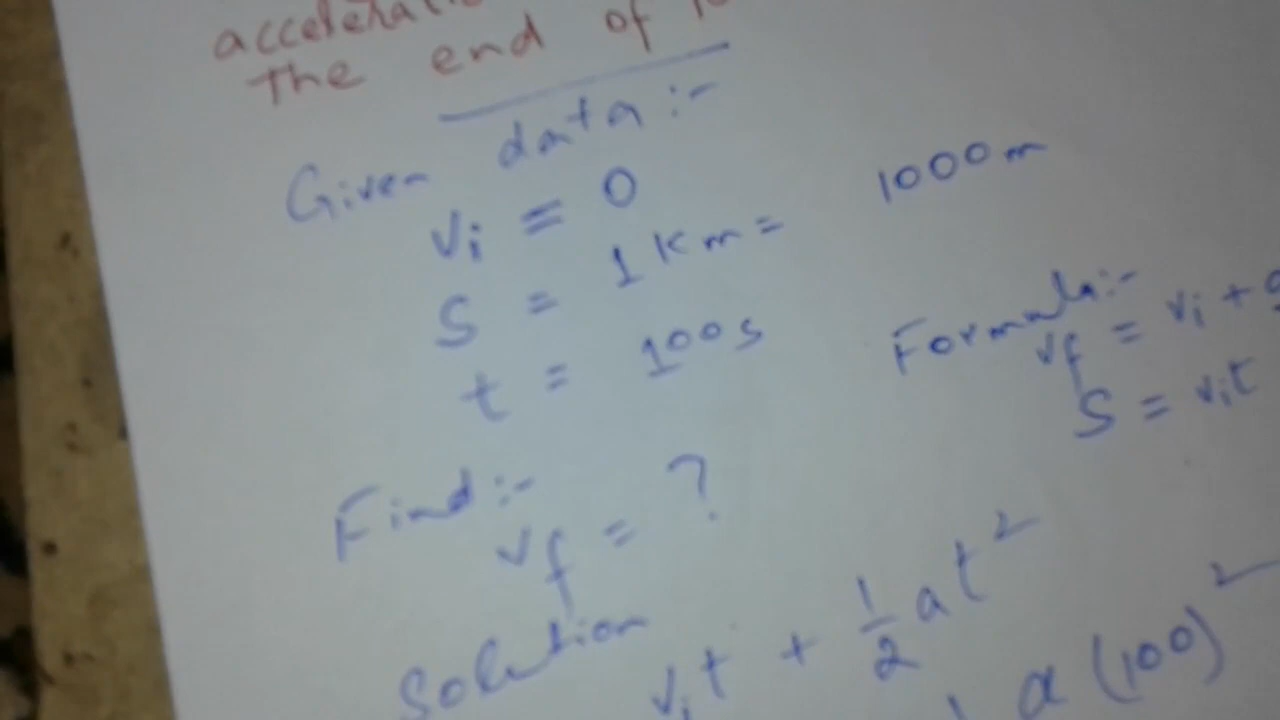 The end of
Given data:-
Vi = 0
S = 1 Km = 1000m
t = 100s
Formula:-
vf = vi +
S = vit
Find:-
vf = ?
Solution
Vit + 1/2 at²
a (100)²